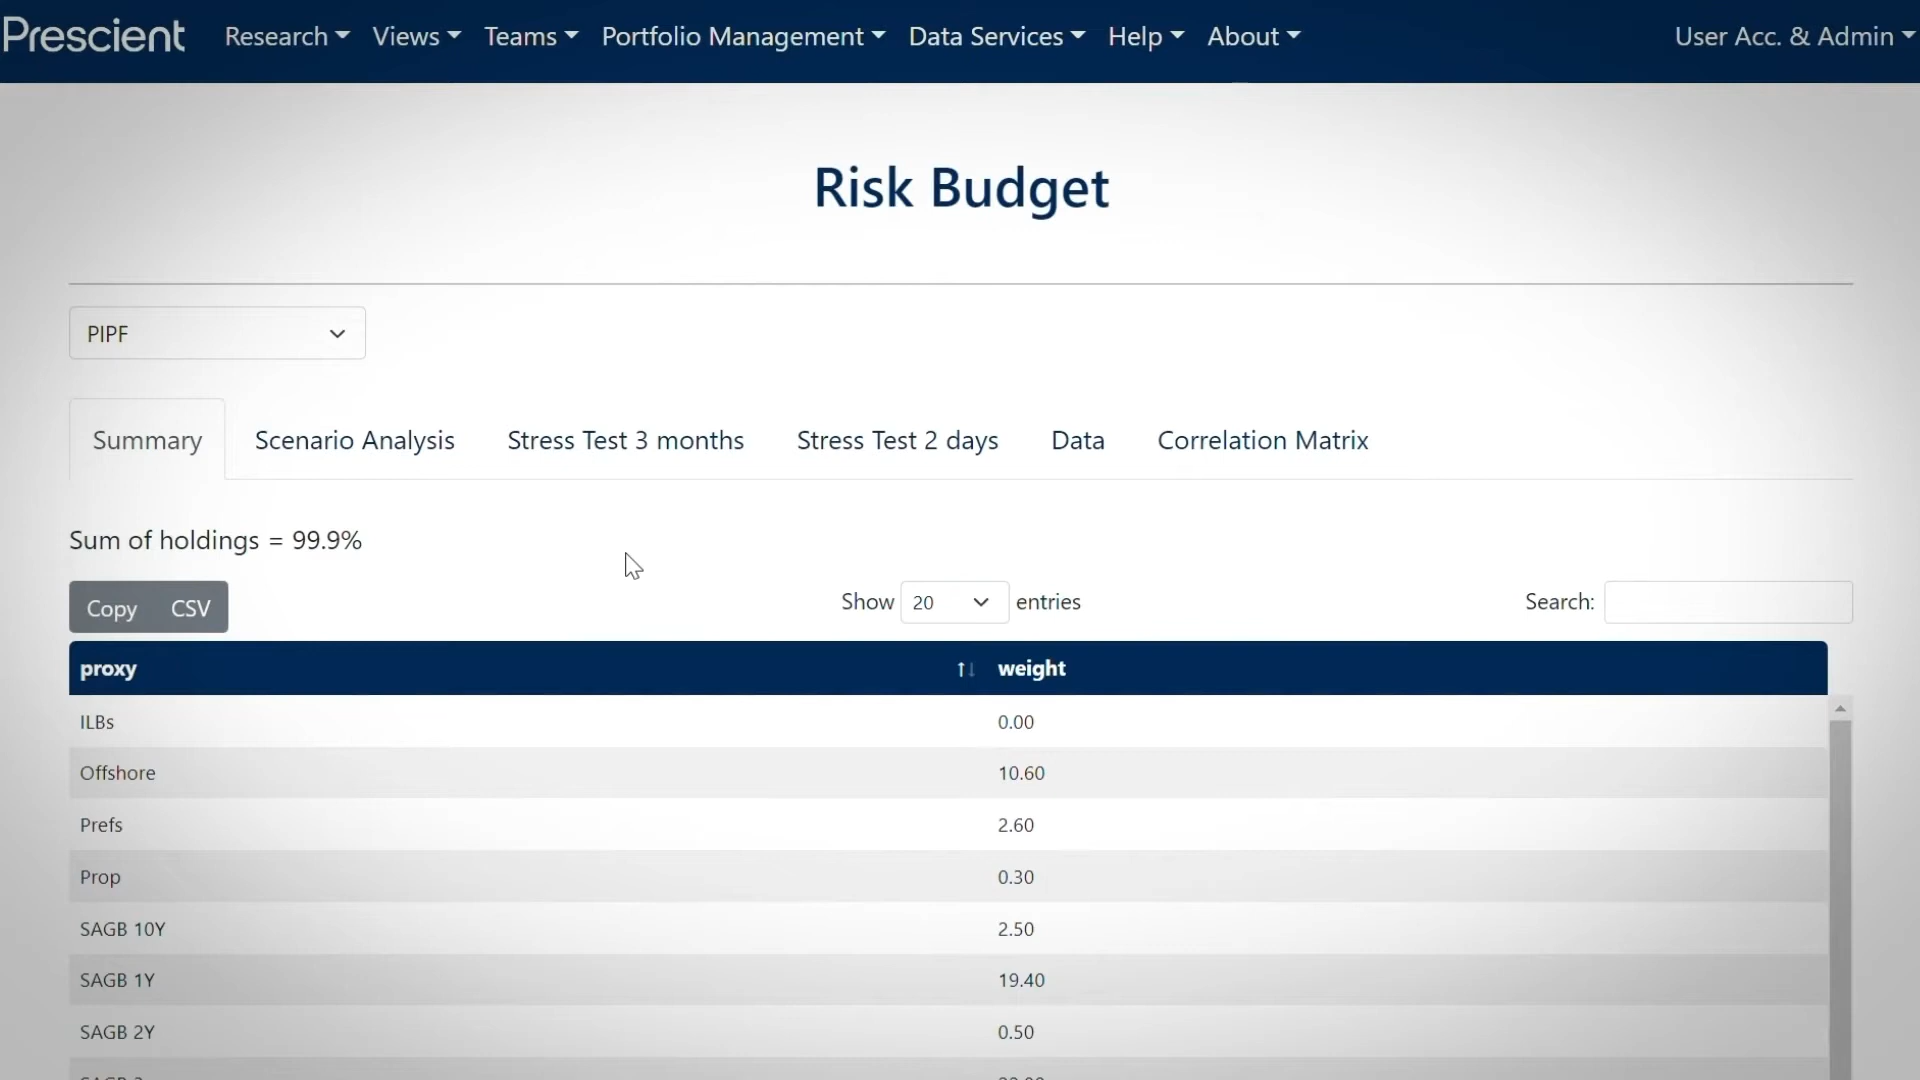 Prescient Research Views Teams Portfolio Management Data Services Help About User Acc. & Admin
Risk Budget
PIPF
Summary Scenario Analysis Stress Test 3 months Stress Test 2 days Data Correlation Matrix
Sum of holdings = 99.9%
Copy CSV Show 20 entries Search:
proxy weight
ILBs 0.00
Offshore 10.60
Prefs 2.60
Prop 0.30
SAGB 10Y 2.50
SAGB 1Y 19.40
SAGB 2Y 0.50